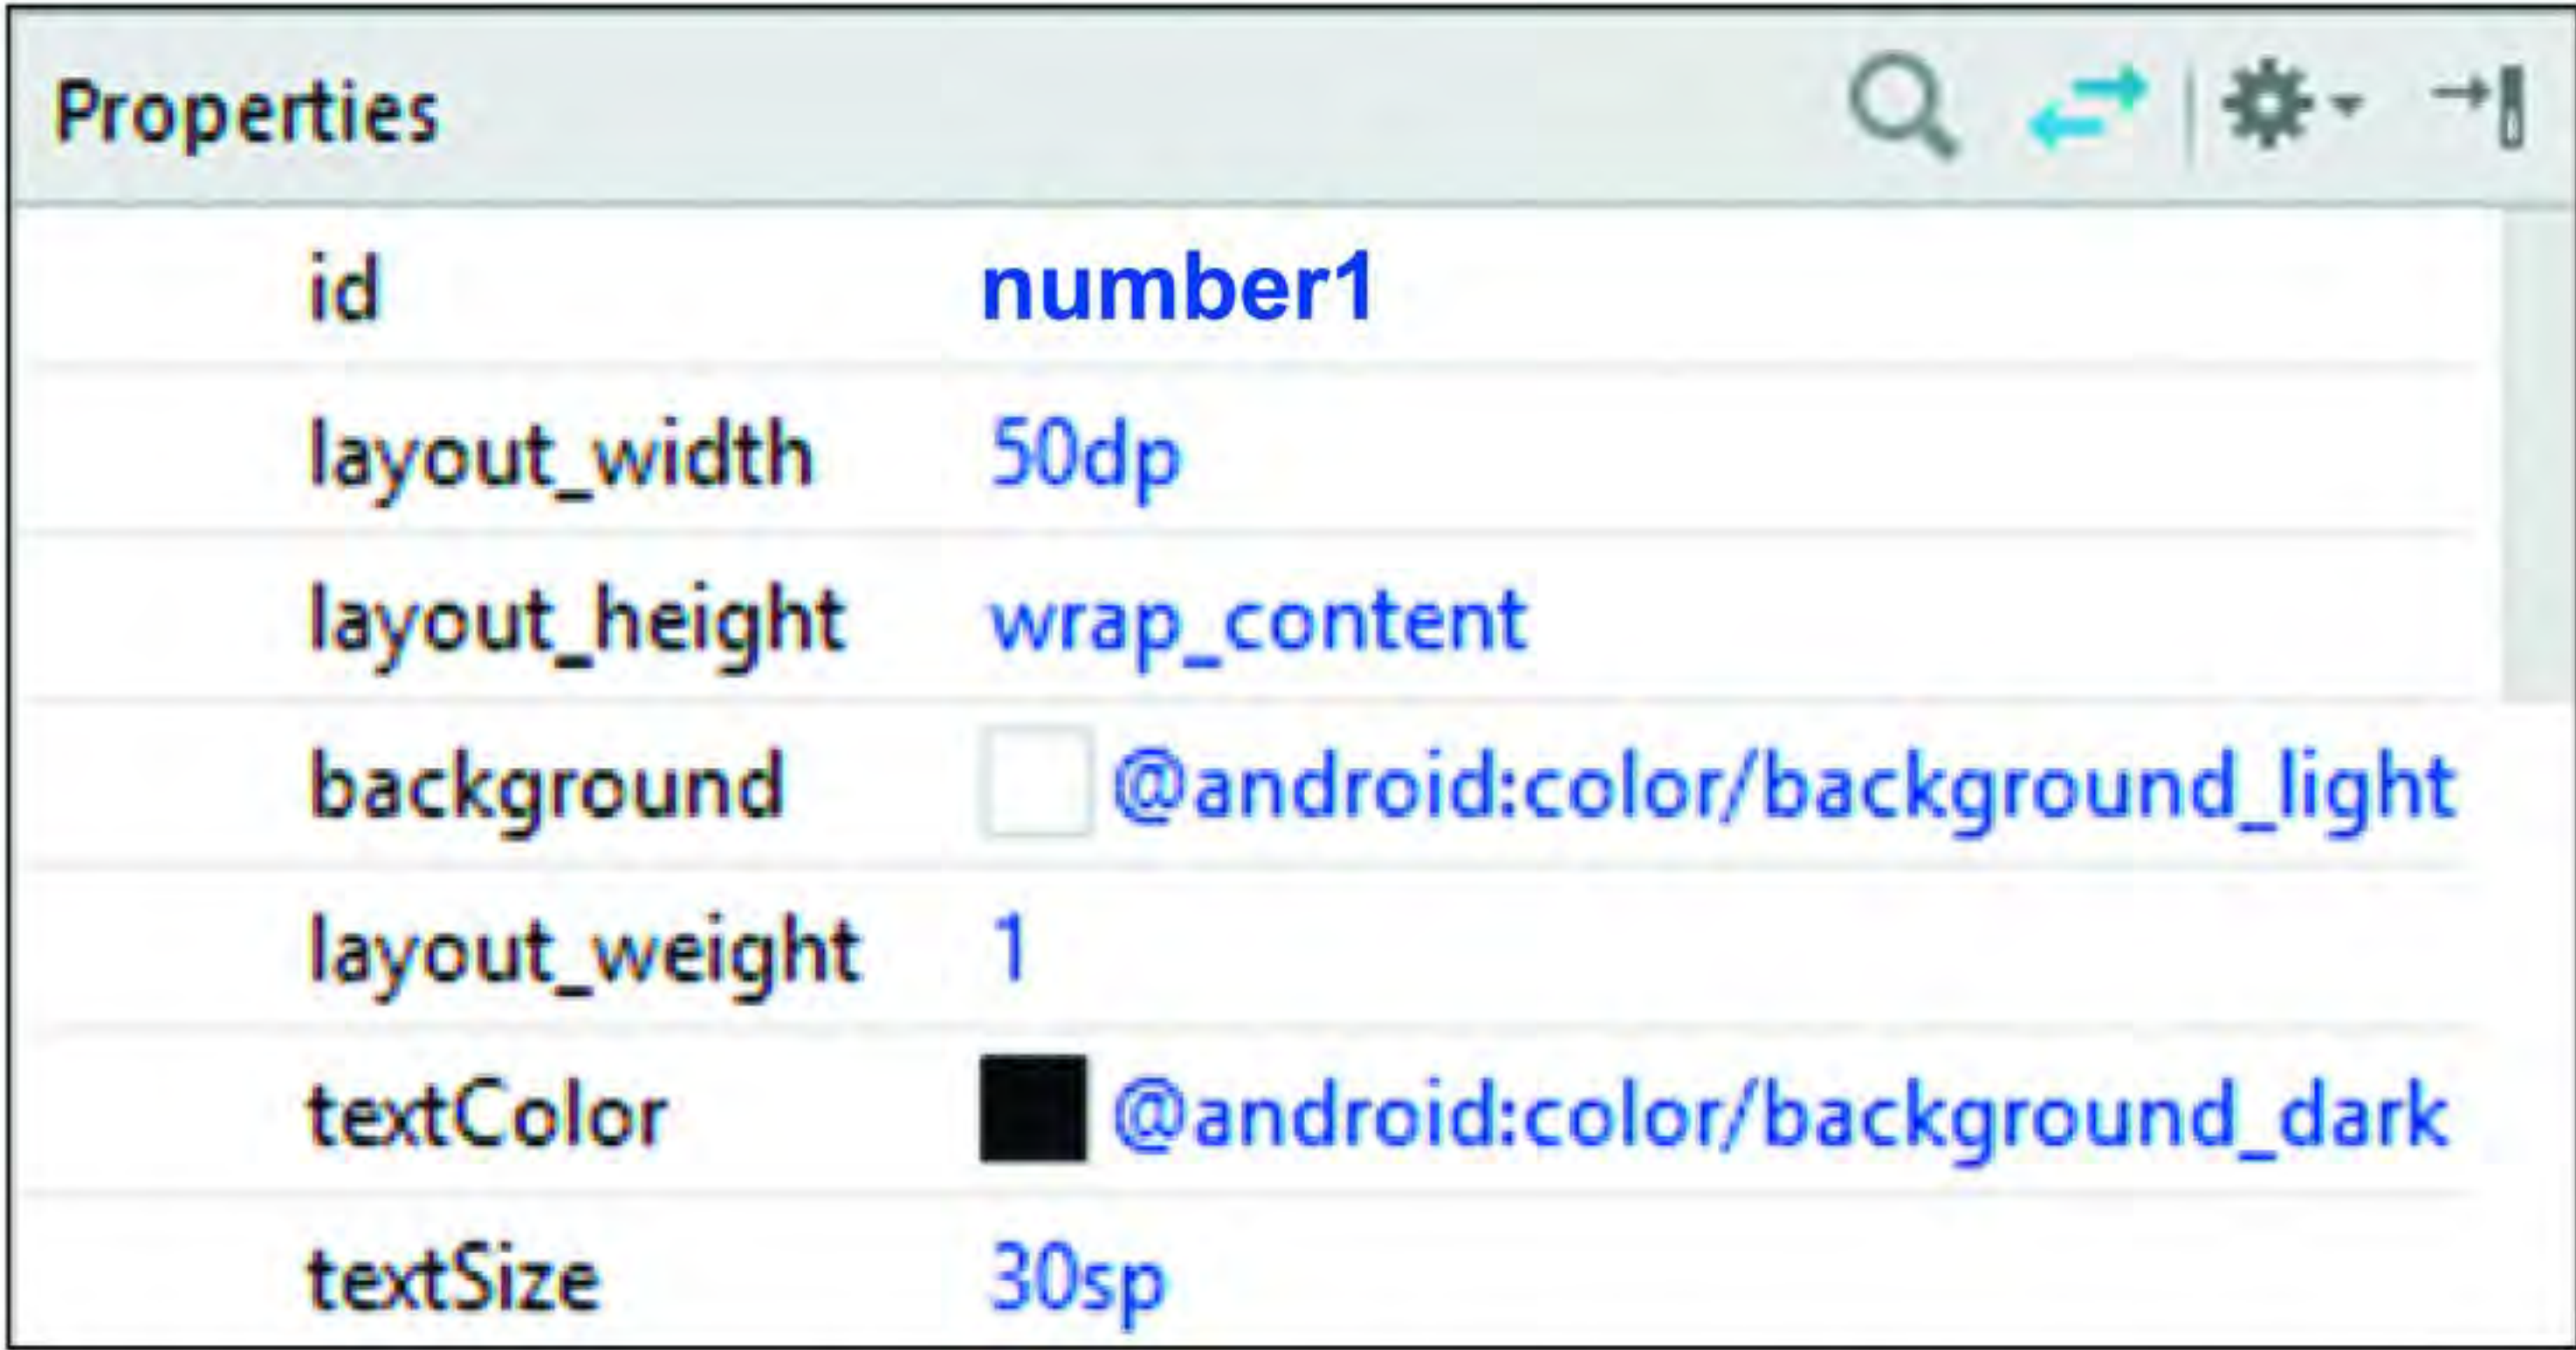 Properties
id number1
layout_width 50dp
layout_height wrap_content
background @android:color/background_light
layout_weight 1
textColor @android:color/background_dark
textSize 30sp